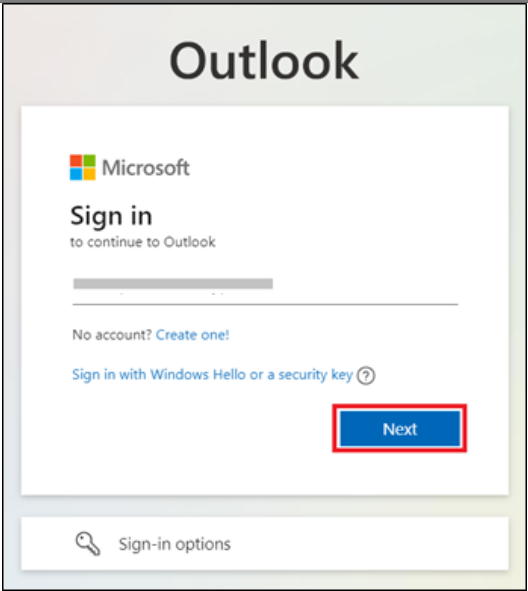 Outlook
Microsoft
Sign in
to continue to Outlook
No account? Create one!
Sign in with Windows Hello or a security key ?
Next
Sign-in options